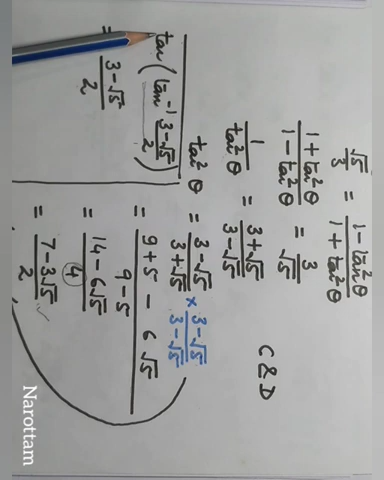 √5/3 = (1 - tan²θ)/(1 + tan²θ)
(1 + tan²θ)/(1 - tan²θ) = 3/√5
C & D
1/tan²θ = (3 + √5)/(3 - √5)
tan²θ = (3 - √5)/(3 + √5) × (3 - √5)/(3 - √5)
= (9 + 5 - 6√5)/(9 - 5)
= (14 - 6√5)/4
= (7 - 3√5)/2
tan(tan⁻¹ (3 - √5)/2)
= (3 - √5)/2
Narottam